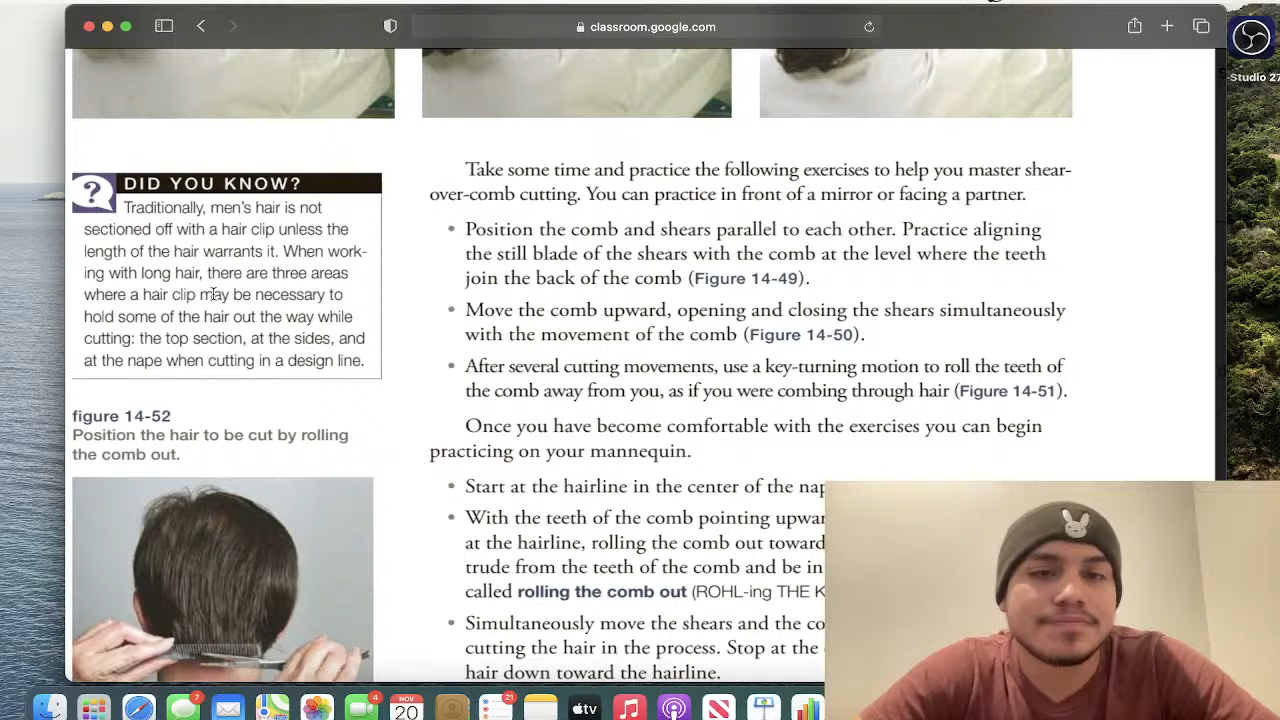 classroom.google.com
Studio 27
DID YOU KNOW?
Traditionally, men's hair is not
sectioned off with a hair clip unless the
length of the hair warrants it. When work-
ing with long hair, there are three areas
where a hair clip may be necessary to
hold some of the hair out the way while
cutting: the top section, at the sides, and
at the nape when cutting in a design line.
figure 14-52
Position the hair to be cut by rolling
the comb out.
Take some time and practice the following exercises to help you master shear-
over-comb cutting. You can practice in front of a mirror or facing a partner.
• Position the comb and shears parallel to each other. Practice aligning
the still blade of the shears with the comb at the level where the teeth
join the back of the comb (Figure 14-49).
• Move the comb upward, opening and closing the shears simultaneously
with the movement of the comb (Figure 14-50).
• After several cutting movements, use a key-turning motion to roll the teeth of
the comb away from you, as if you were combing through hair (Figure 14-51).
Once you have become comfortable with the exercises you can begin
practicing on your mannequin.
• Start at the hairline in the center of the nap
• With the teeth of the comb pointing upwar
at the hairline, rolling the comb out toward
trude from the teeth of the comb and be in
called rolling the comb out (ROHL-ing THE K
• Simultaneously move the shears and the co
cutting the hair in the process. Stop at the
hair down toward the hairline.
7
4
NOV
20
21
tv